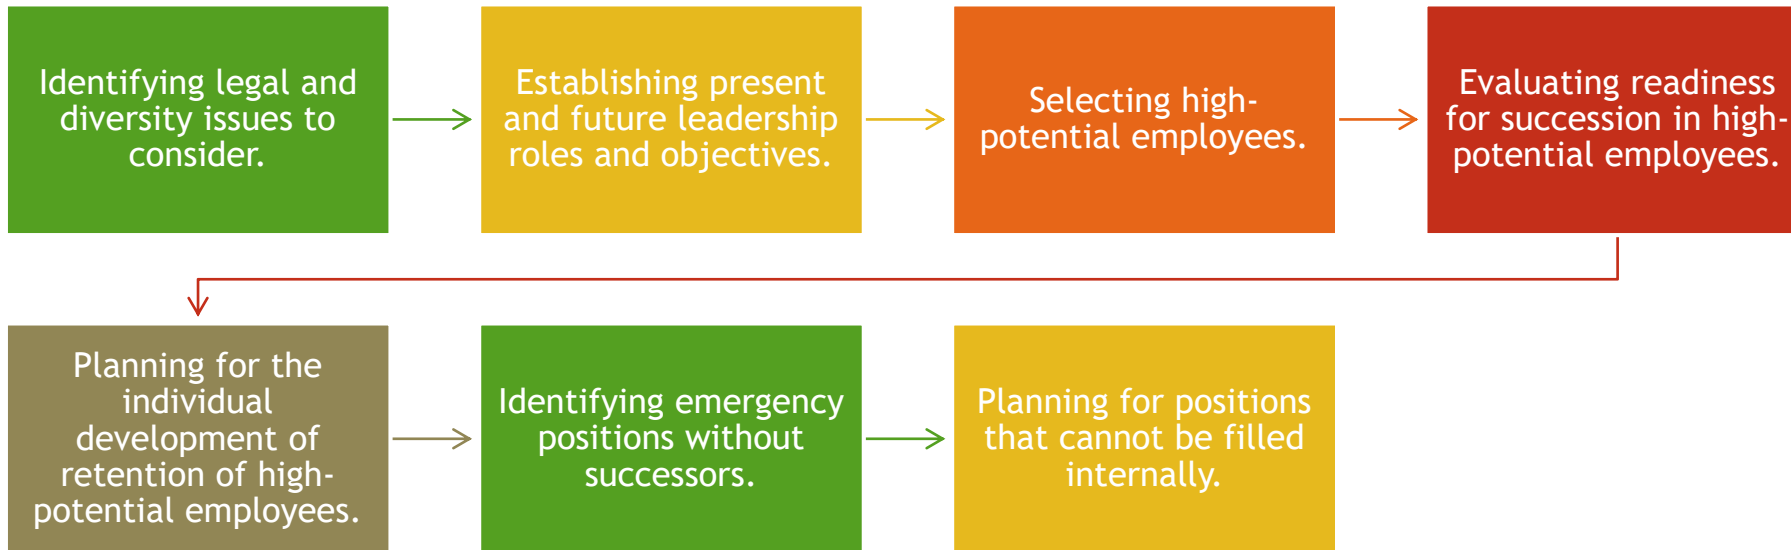 Identifying legal and
diversity issues to
consider.
Establishing present
and future leadership
roles and objectives.
Selecting high-
potential employees.
Evaluating readiness
for succession in high-
potential employees.
Planning for the
individual
development of
retention of high-
potential employees.
Identifying emergency
positions without
successors.
Planning for positions
that cannot be filled
internally.